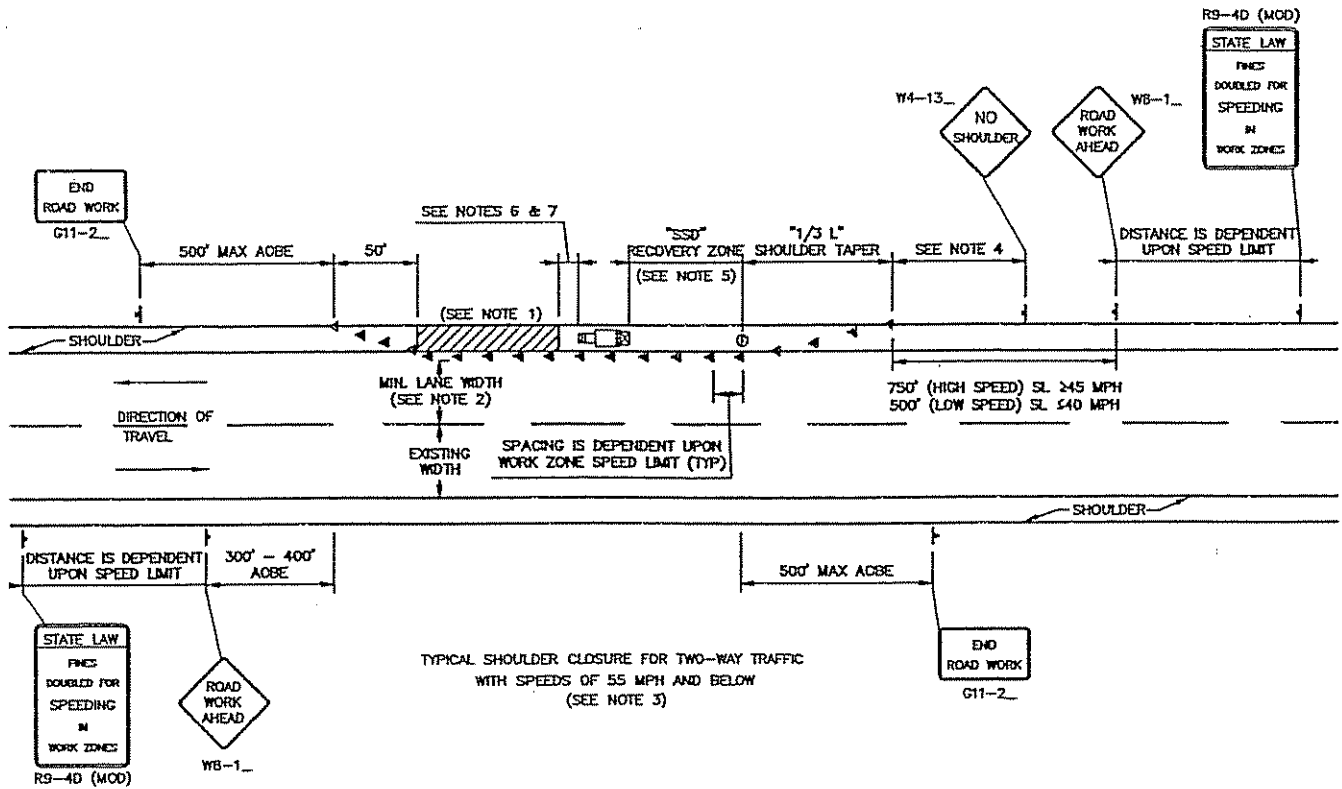 R9-4D (MOD)
STATE LAW
FINES
DOUBLED FOR
SPEEDING
IN
WORK ZONES
W4-13_
NO
SHOULDER
ROAD
WORK
AHEAD
W8-1_
END
ROAD WORK
G11-2_
SEE NOTES 6 & 7
500' MAX AOBE
50'
"SSD"
RECOVERY ZONE
(SEE NOTE 5)
"1/3 L"
SHOULDER TAPER
SEE NOTE 4
DISTANCE IS DEPENDENT
UPON SPEED LIMIT
(SEE NOTE 1)
SHOULDER
MIN. LANE WIDTH
(SEE NOTE 2)
750' (HIGH SPEED) SL ≥45 MPH
500' (LOW SPEED) SL ≤40 MPH
DIRECTION OF
TRAVEL
EXISTING
WIDTH
SPACING IS DEPENDENT UPON
WORK ZONE SPEED LIMIT (TYP)
SHOULDER
DISTANCE IS DEPENDENT
UPON SPEED LIMIT
300' - 400'
AOBE
500' MAX AOBE
STATE LAW
FINES
DOUBLED FOR
SPEEDING
IN
WORK ZONES
R9-4D (MOD)
ROAD
WORK
AHEAD
W8-1_
TYPICAL SHOULDER CLOSURE FOR TWO-WAY TRAFFIC
WITH SPEEDS OF 55 MPH AND BELOW
(SEE NOTE 3)
END
ROAD WORK
G11-2_